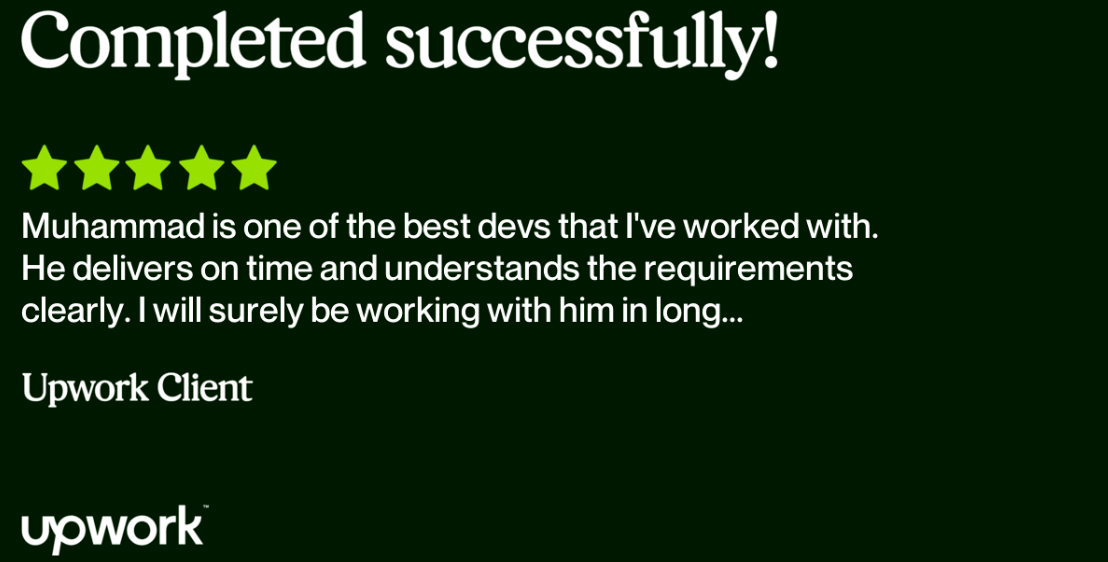 Completed successfully!
Muhammad is one of the best devs that I've worked with.
He delivers on time and understands the requirements
clearly. I will surely be working with him in long...
Upwork Client
upwork™